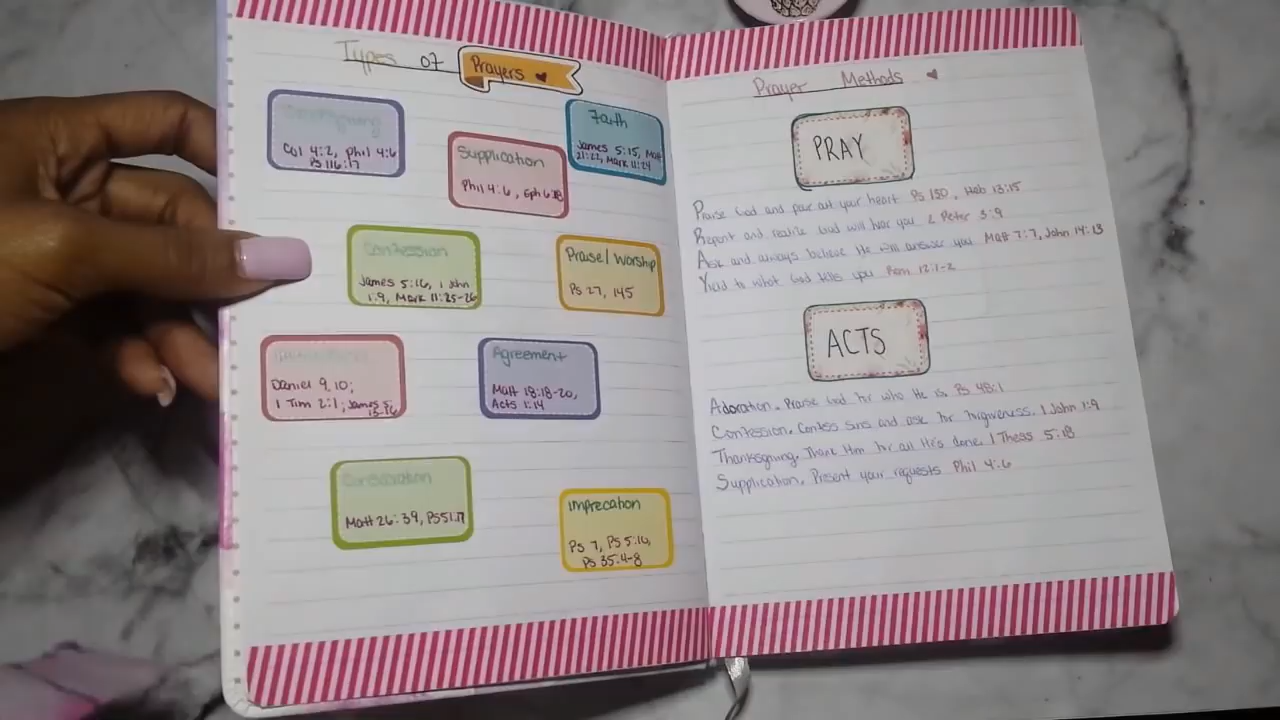 Types of Prayers
Thanksgiving
Col 4:2, Phil 4:6
Ps 116:17
Supplication
Phil 4:6, Eph 6:18
Faith
James 5:15, Matt
21:22, Mark 11:24
Confession
James 5:16, 1 John
1:9, Mark 11:25-26
Praise/Worship
Ps 27, 145
Daniel 9, 10;
1 Tim 2:1; James 5
Agreement
Matt 18:18-20,
Acts 1:14
Consecration
Matt 26:39, Ps 51:17
Imprecation
Ps 7, Ps 5:10,
Ps 35:4-8
Prayer Methods
PRAY
Praise God and pour out your heart Ps 150, Heb 13:15
Repent and realize God will hear you 2 Peter 3:9
Ask and always believe He will answer you Matt 7:7, John 14:13
Yield to what God tells you Rom 12:1-2
ACTS
Adoration. Praise God for who He is Ps 48:1
Confession. Confess sins and ask for forgiveness. 1 John 1:9
Thanksgiving. Thank Him for all He's done. 1 Thess 5:18
Supplication. Present your requests Phil 4:6